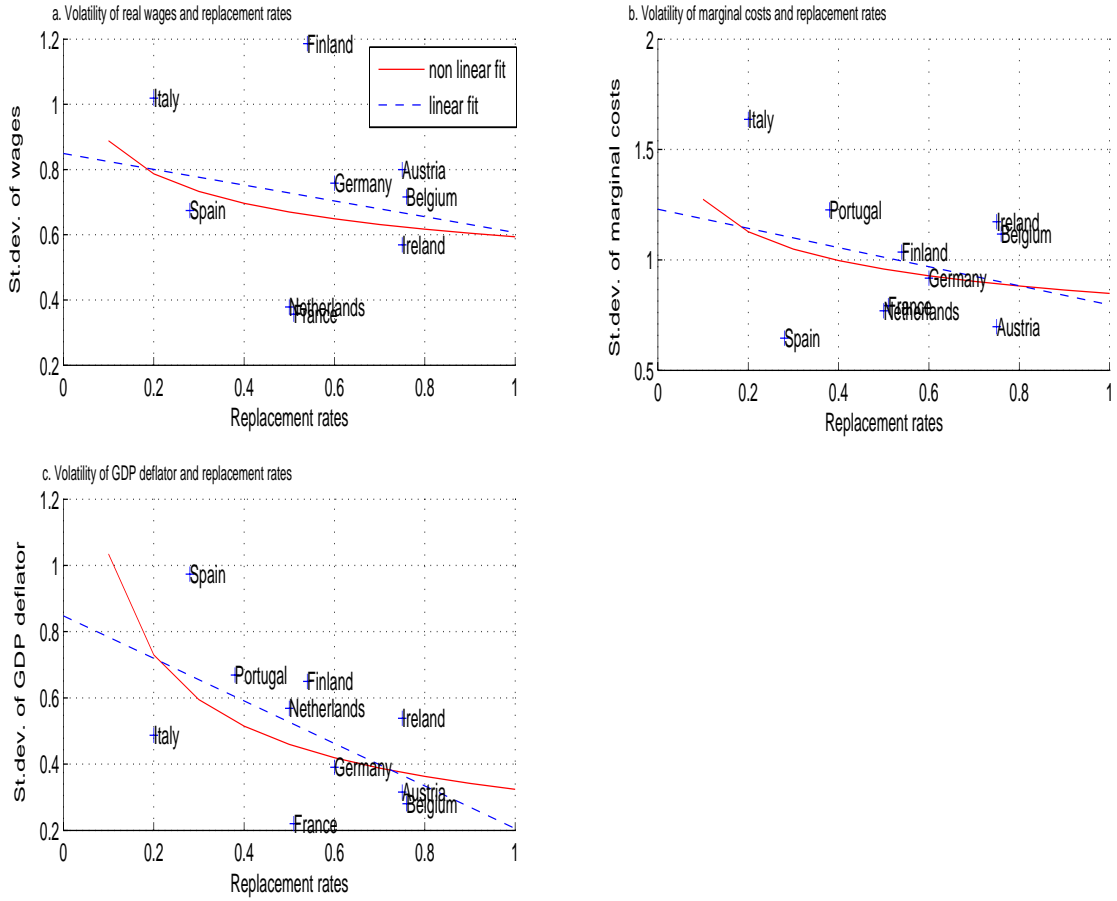 a. Volatility of real wages and replacement rates
1.2
1
0.8
0.6
0.4
0.2
St.dev. of wages
Finland
Italy
Austria
Germany
Belgium
Spain
Ireland
Netherlands
France
non linear fit
linear fit
0 0.2 0.4 0.6 0.8 1
Replacement rates
b. Volatility of marginal costs and replacement rates
2
1.5
1
0.5
St.dev. of marginal costs
Italy
Portugal
Ireland
Belgium
Finland
Germany
France
Netherlands
Austria
Spain
0 0.2 0.4 0.6 0.8 1
Replacement rates
c. Volatility of GDP deflator and replacement rates
1.2
1
0.8
0.6
0.4
0.2
St.dev. of GDP deflator
Spain
Portugal
Finland
Netherlands
Ireland
Italy
Germany
Austria
Belgium
France
0 0.2 0.4 0.6 0.8 1
Replacement rates